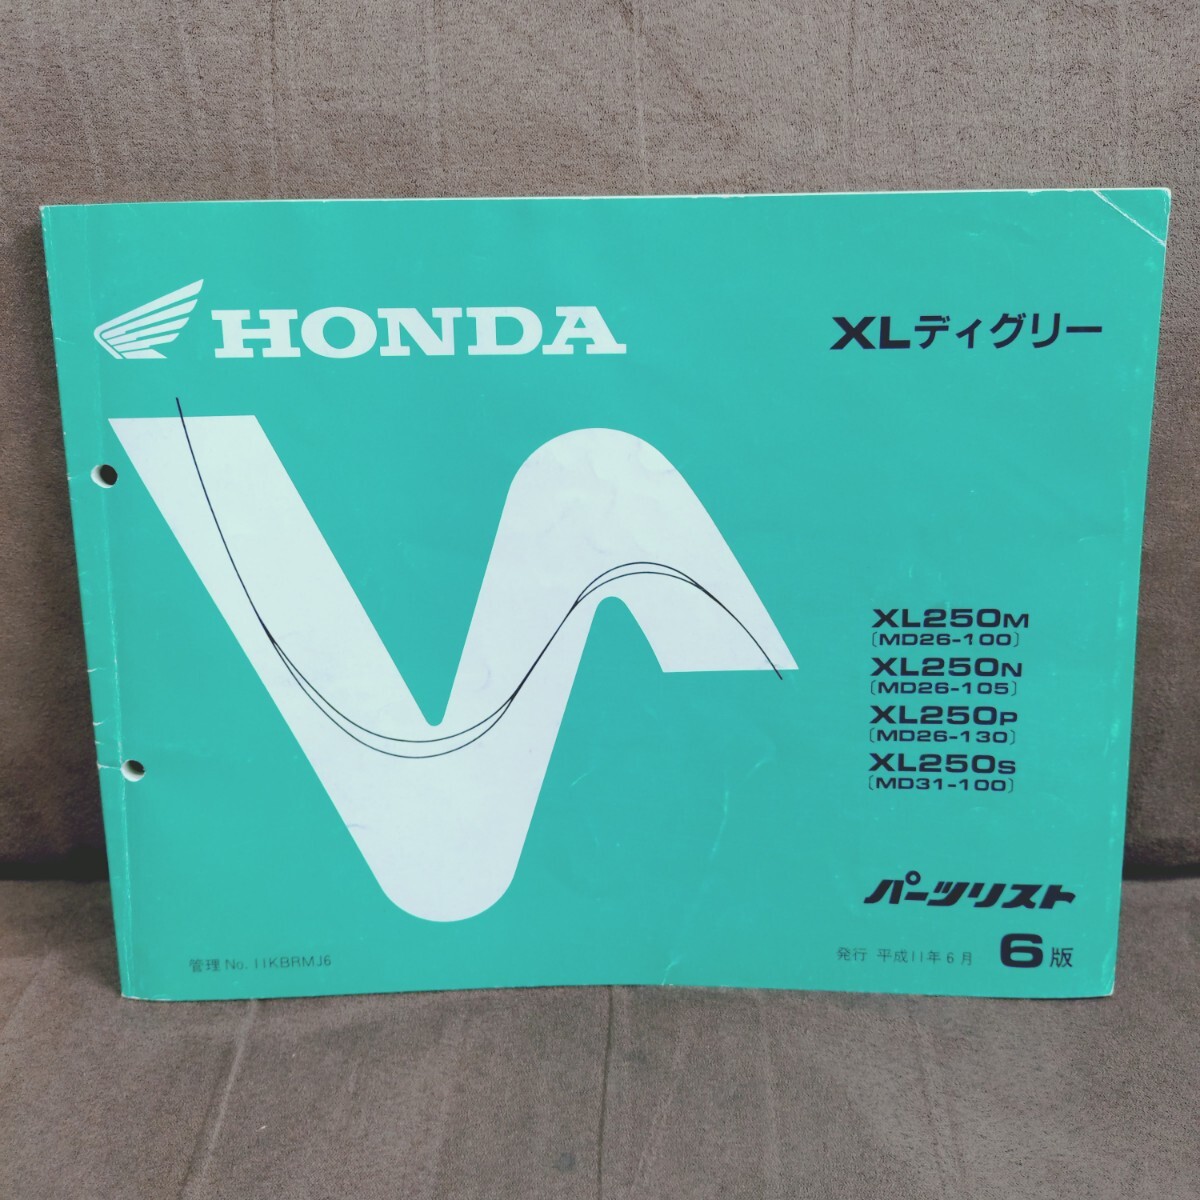 HONDA
XLディグリー
XL250M
〔MD26-100〕
XL250N
〔MD26-105〕
XL250P
〔MD26-130〕
XL250S
〔MD31-100〕
パーツリスト
管理 No. 11KBRMJ6
発行 平成11年6月 6版